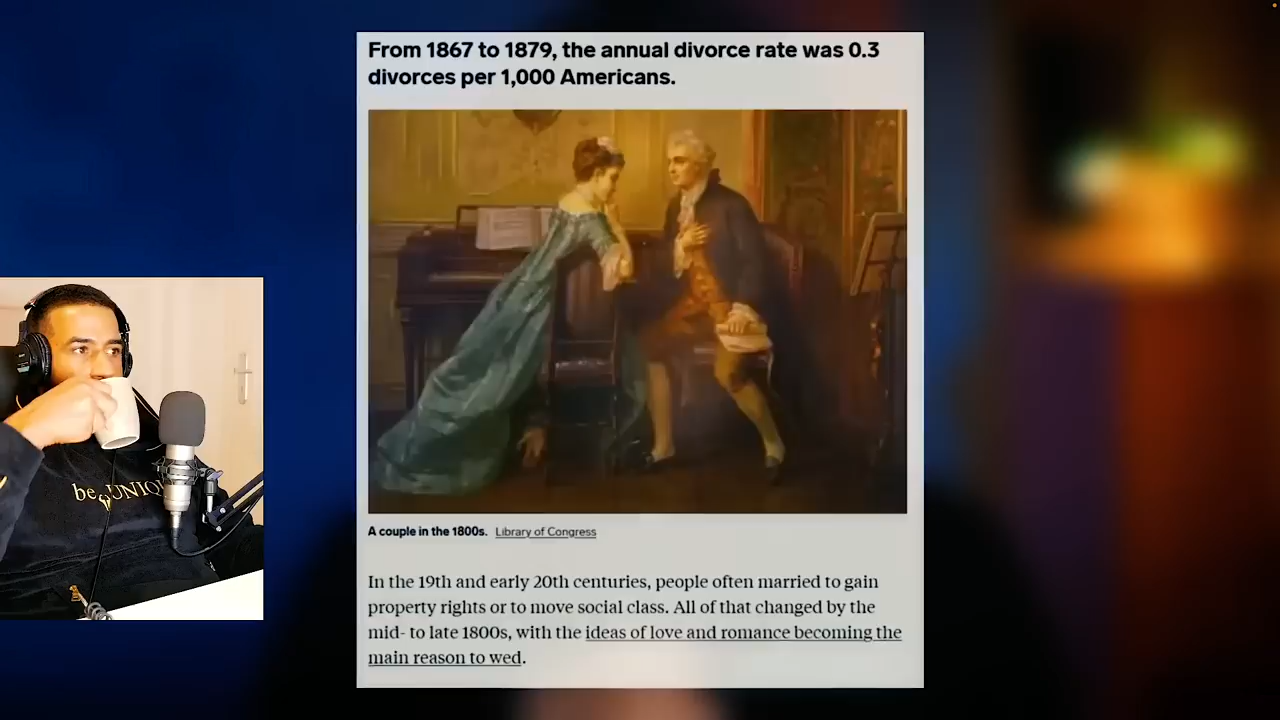 From 1867 to 1879, the annual divorce rate was 0.3
divorces per 1,000 Americans.
A couple in the 1800s. Library of Congress
In the 19th and early 20th centuries, people often married to gain
property rights or to move social class. All of that changed by the
mid- to late 1800s, with the ideas of love and romance becoming the
main reason to wed.
be UNIQU